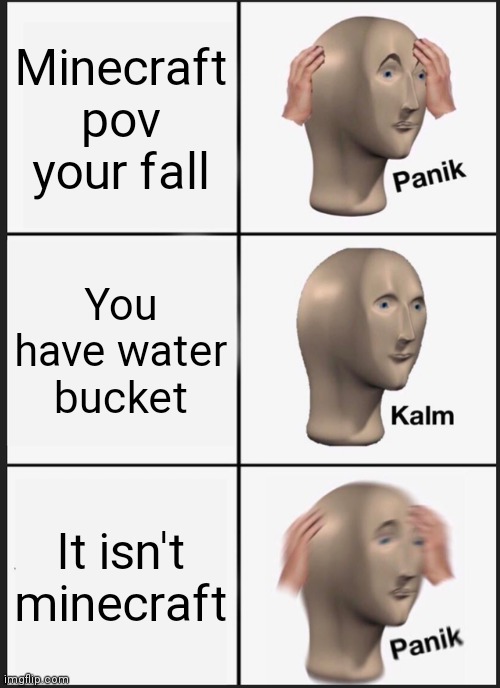 Minecraft
pov
your fall
Panik
You
have water
bucket
Kalm
It isn't
minecraft
Panik
imgflip.com